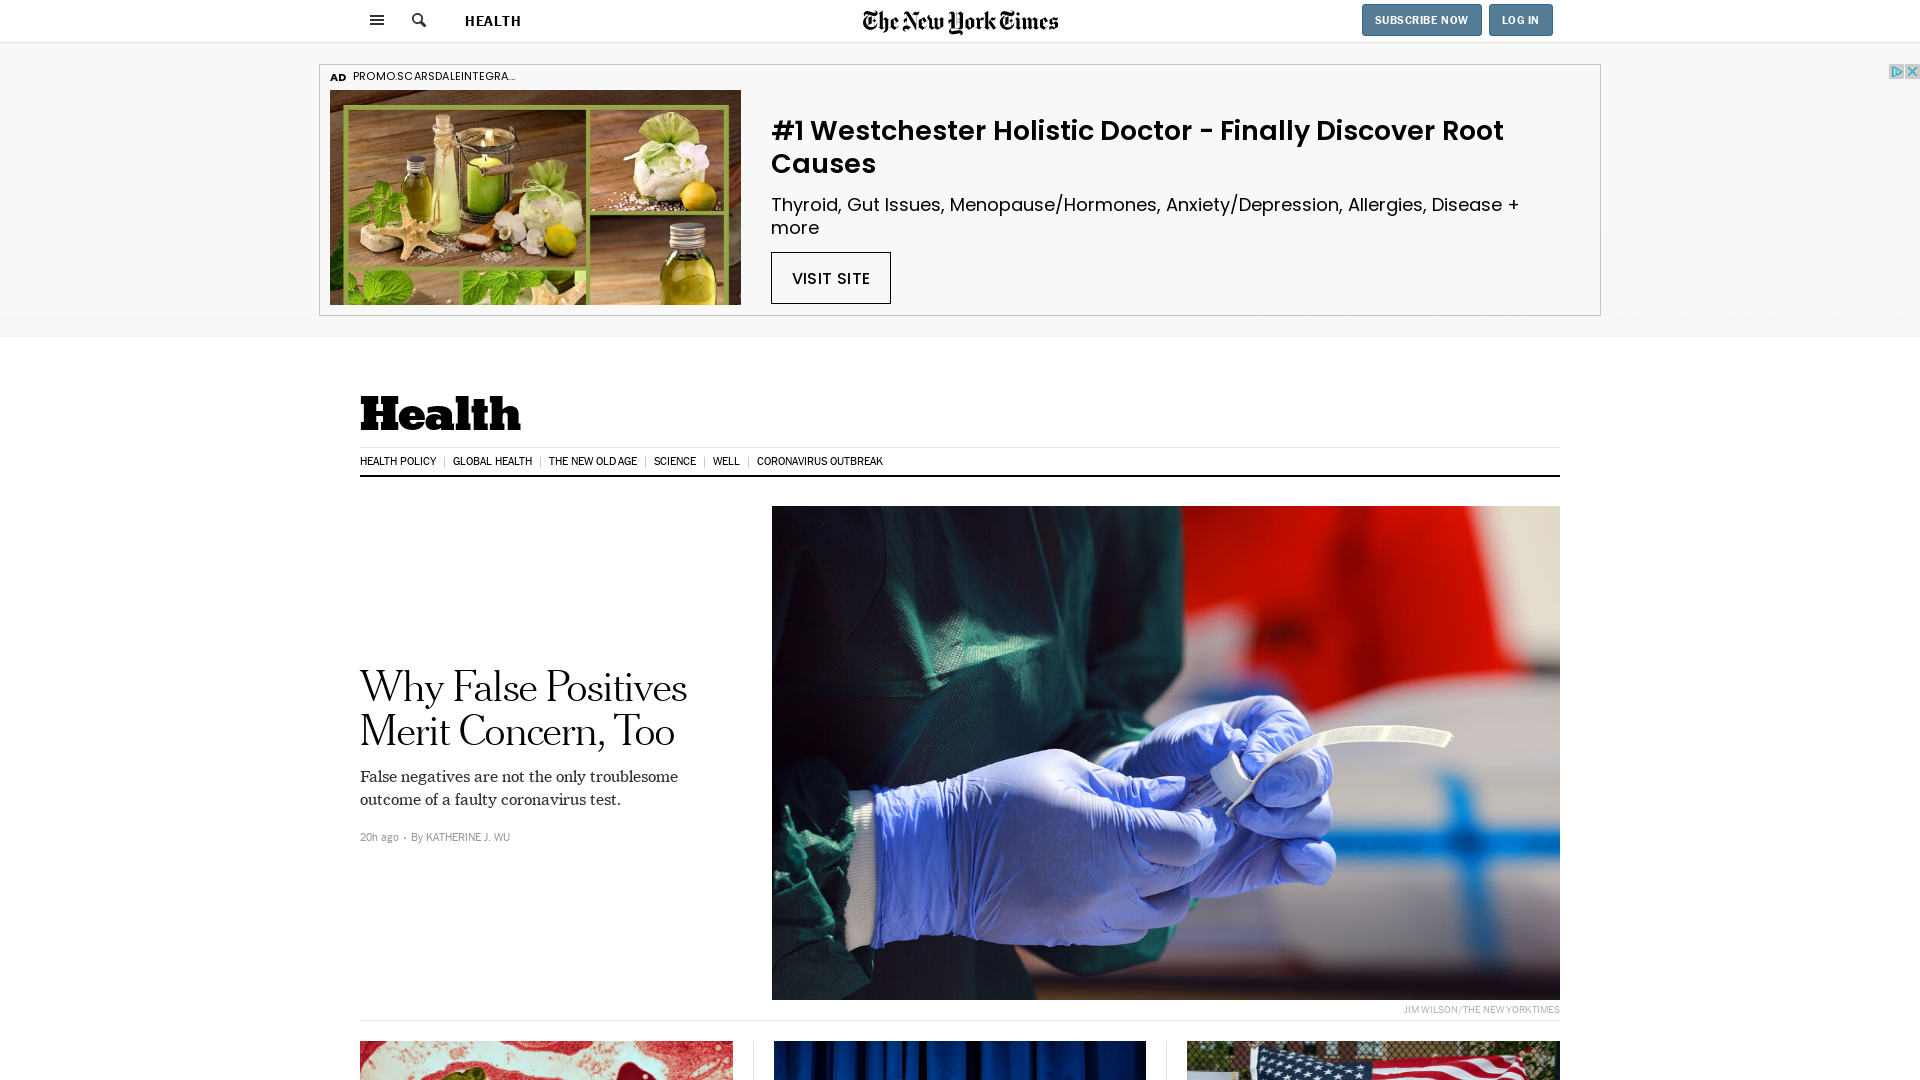 HEALTH
The New York Times
SUBSCRIBE NOW
LOG IN
AD PROMO.SCARSDALEINTEGRA...
#1 Westchester Holistic Doctor - Finally Discover Root
Causes
Thyroid, Gut Issues, Menopause/Hormones, Anxiety/Depression, Allergies, Disease +
more
VISIT SITE
Health
HEALTH POLICY | GLOBAL HEALTH | THE NEW OLD AGE | SCIENCE | WELL | CORONAVIRUS OUTBREAK
Why False Positives
Merit Concern, Too
False negatives are not the only troublesome
outcome of a faulty coronavirus test.
20h ago · By KATHERINE J. WU
JIM WILSON/THE NEW YORK TIMES